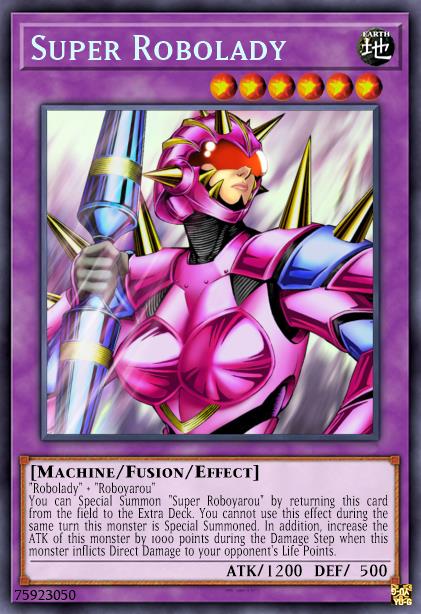 Super Robolady
EARTH
地
[Machine/Fusion/Effect]
"Robolady" + "Roboyarou"
You can Special Summon "Super Roboyarou" by returning this card
from the field to the Extra Deck. You cannot use this effect during the
same turn this monster is Special Summoned. In addition, increase the
ATK of this monster by 1000 points during the Damage Step when this
monster inflicts Direct Damage to your opponent's Life Points.
ATK/1200 DEF/ 500
75923050